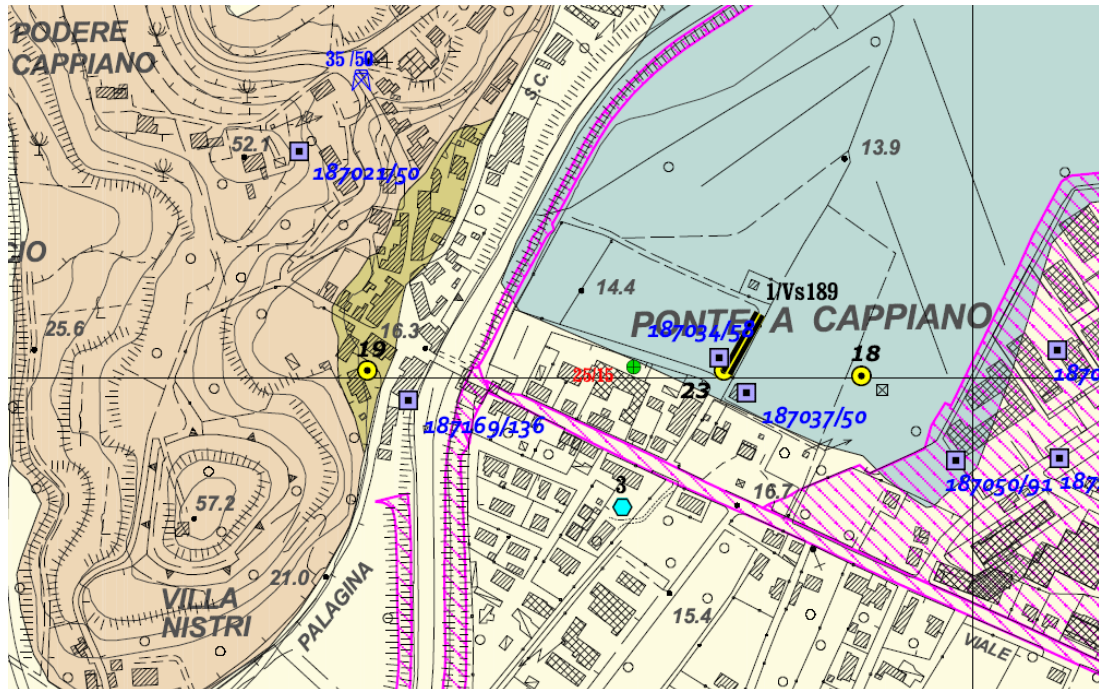 PODERE
CAPPIANO
35 /50
S.C.
52.1
187021/50
13.9
14.4
1/Vs189
PONTE A CAPPIANO
187034/58
25.6
16.3
19
18
25/15
23
187037/50
187169/136
3
16.7
187050/91
57.2
21.0
VILLA
NISTRI
PALAGINA
15.4
VIALE